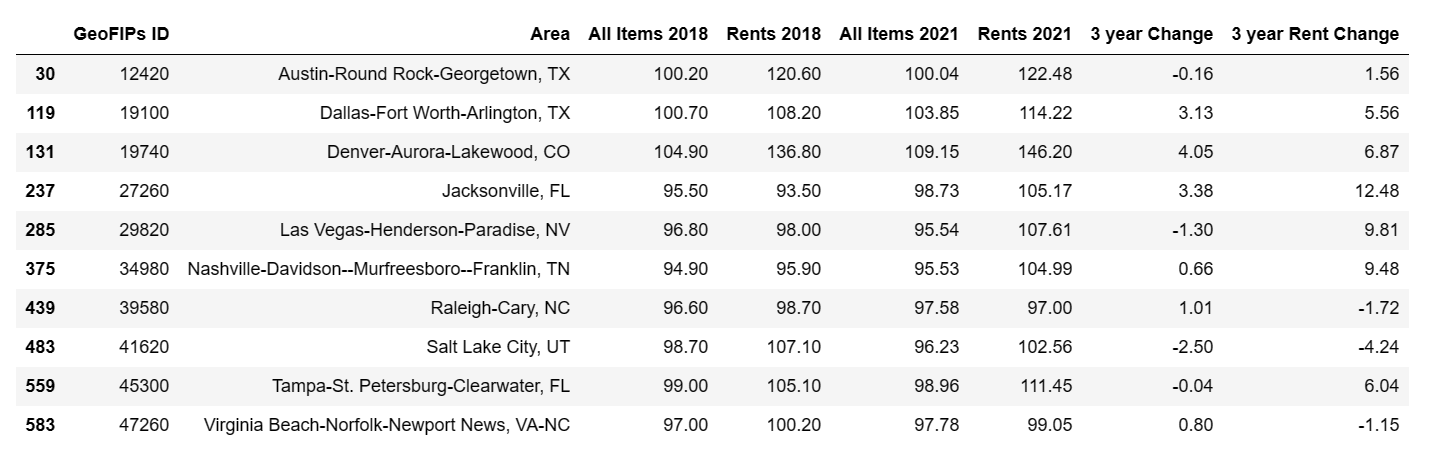 GeoFIPs ID Area All Items 2018 Rents 2018 All Items 2021 Rents 2021 3 year Change 3 year Rent Change
30 12420 Austin-Round Rock-Georgetown, TX 100.20 120.60 100.04 122.48 -0.16 1.56
119 19100 Dallas-Fort Worth-Arlington, TX 100.70 108.20 103.85 114.22 3.13 5.56
131 19740 Denver-Aurora-Lakewood, CO 104.90 136.80 109.15 146.20 4.05 6.87
237 27260 Jacksonville, FL 95.50 93.50 98.73 105.17 3.38 12.48
285 29820 Las Vegas-Henderson-Paradise, NV 96.80 98.00 95.54 107.61 -1.30 9.81
375 34980 Nashville-Davidson--Murfreesboro--Franklin, TN 94.90 95.90 95.53 104.99 0.66 9.48
439 39580 Raleigh-Cary, NC 96.60 98.70 97.58 97.00 1.01 -1.72
483 41620 Salt Lake City, UT 98.70 107.10 96.23 102.56 -2.50 -4.24
559 45300 Tampa-St. Petersburg-Clearwater, FL 99.00 105.10 98.96 111.45 -0.04 6.04
583 47260 Virginia Beach-Norfolk-Newport News, VA-NC 97.00 100.20 97.78 99.05 0.80 -1.15